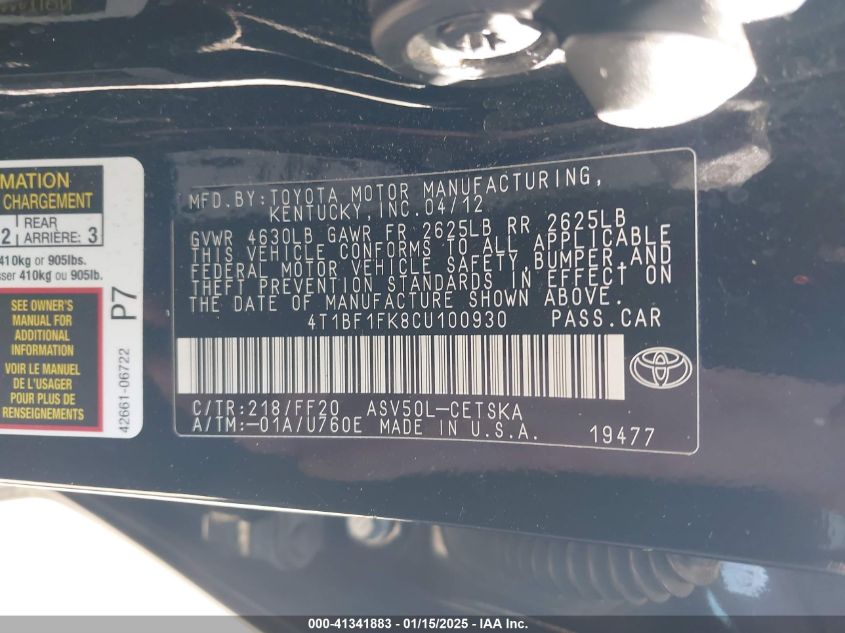 MATION
CHARGEMENT
2 REAR
ARRIÈRE: 3
410kg or 905lbs.
sser 410kg ou 905lb.
SEE OWNER'S
MANUAL FOR
ADDITIONAL
INFORMATION
VOIR LE MANUEL
DE L'USAGER
POUR PLUS DE
RENSEIGNEMENTS
P7
42661-06722
MFD.BY:TOYOTA MOTOR MANUFACTURING,
KENTUCKY,INC.04/12
GVWR 4630LB GAWR FR 2625LB RR 2625LB
THIS VEHICLE CONFORMS TO ALL APPLICABLE
FEDERAL MOTOR VEHICLE SAFETY,BUMPER,AND
THEFT PREVENTION STANDARDS IN EFFECT ON
THE DATE OF MANUFACTURE SHOWN ABOVE.
4T1BF1FK8CU100930 PASS.CAR
C/TR:218/FF20 ASV50L-CETSKA
A/TM:-01A/U760E MADE IN U.S.A. 19477
000-41341883 - 01/15/2025 - IAA Inc.